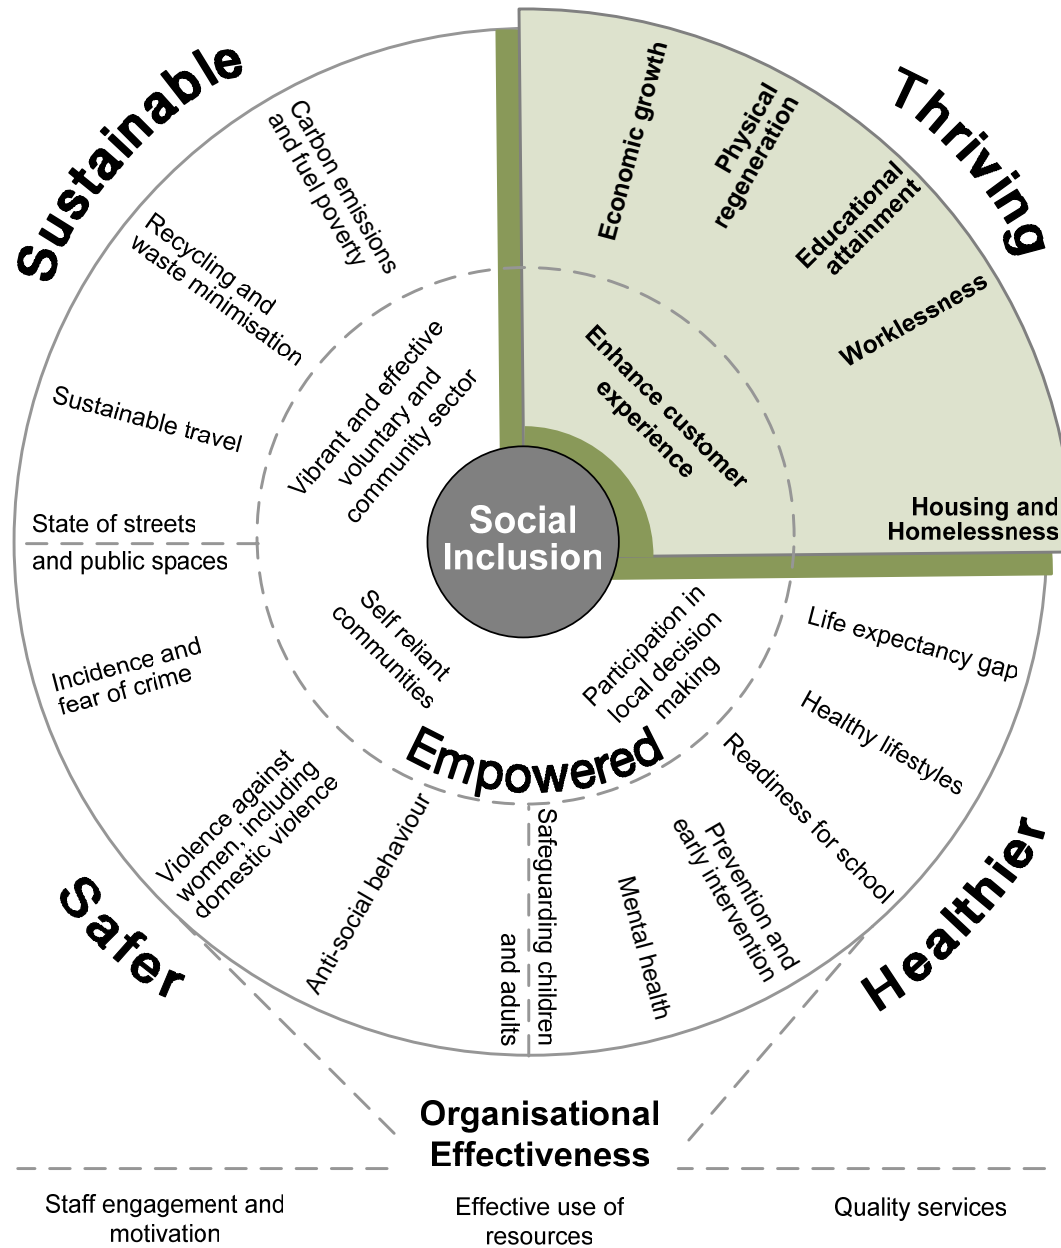 Sustainable
Thriving
Carbon emissions
and fuel poverty
Recycling and
waste minimisation
Sustainable travel
State of streets
and public spaces
Economic growth
Physical
regeneration
Educational
attainment
Worklessness
Housing and
Homelessness
Vibrant and effective
voluntary and
community sector
Enhance customer
experience
Social
Inclusion
Self reliant
communities
Participation in
local decision
making
Empowered
Incidence and
fear of crime
Violence against
women, including
domestic violence
Anti-social behaviour
Safeguarding children
and adults
Mental health
Prevention and
early intervention
Readiness for school
Healthy lifestyles
Life expectancy gap
Safer
Healthier
Organisational
Effectiveness
Staff engagement and
motivation
Effective use of
resources
Quality services